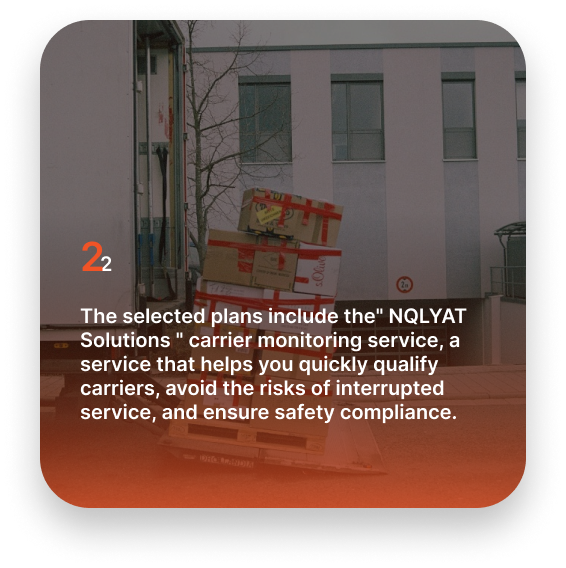 22
The selected plans include the" NQLYAT
Solutions " carrier monitoring service, a
service that helps you quickly qualify
carriers, avoid the risks of interrupted
service, and ensure safety compliance.